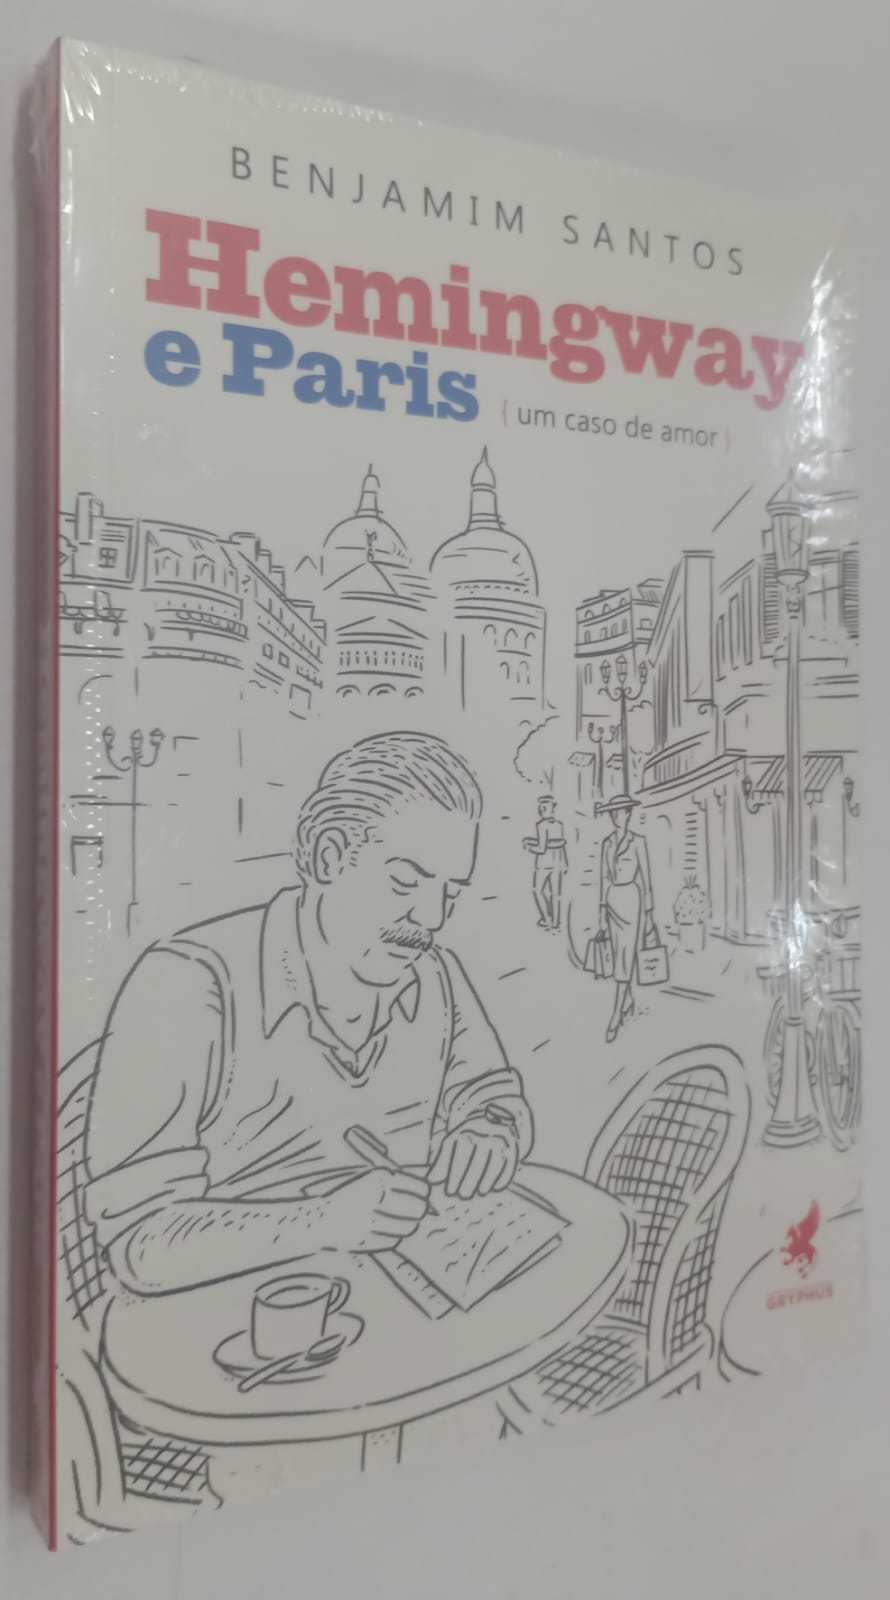 BENJAMIM SANTOS
Hemingway
e Paris { um caso de amor }
GRYPHUS